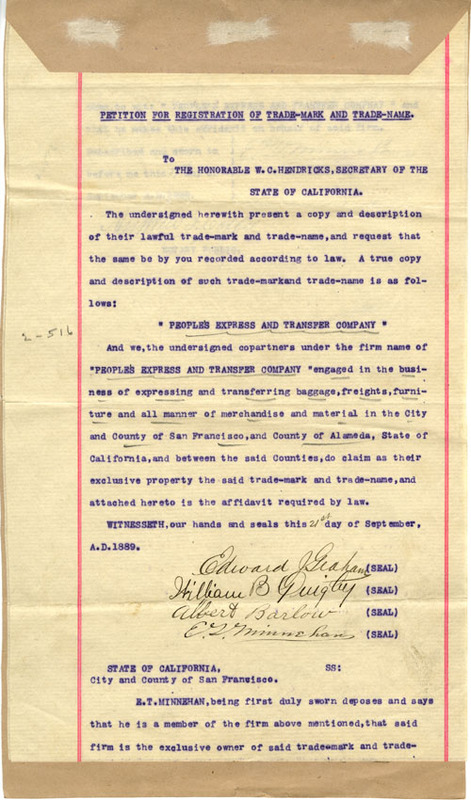 PETITION FOR REGISTRATION OF TRADE-MARK AND TRADE-NAME.
To
THE HONORABLE W.C.HENDRICKS,SECRETARY OF THE
STATE OF CALIFORNIA.
The undersigned herewith present a copy and description
of their lawful trade-mark and trade-name,and request that
the same be by you recorded according to law. A true copy
and description of such trade-markand trade-name is as fol-
lows:
" PEOPLE'S EXPRESS AND TRANSFER COMPANY "
2-516
And we,the undersigned copartners under the firm name of
"PEOPLE'S EXPRESS AND TRANSFER COMPANY "engaged in the busi-
ness of expressing and transferring baggage,freights,furni-
ture and all manner of merchandise and material in the City
and County of San Francisco,and County of Alameda, State of
California,and between the said Counties,do claim as their
exclusive property the said trade-mark and trade-name,and
attached hereto is the affidavit required by law.
WITNESSETH,our hands and seals this 21st day of September,
A.D.1889.
Edward J Graham (SEAL)
William B Quigley (SEAL)
Albert Barlow (SEAL)
E.T. Minnehan (SEAL)
STATE OF CALIFORNIA, SS:
City and County of San Francisco.
E.T.MINNEHAN,being first duly sworn deposes and says
that he is a member of the firm above mentioned,that said
firm is the exclusive owner of said trade-mark and trade-